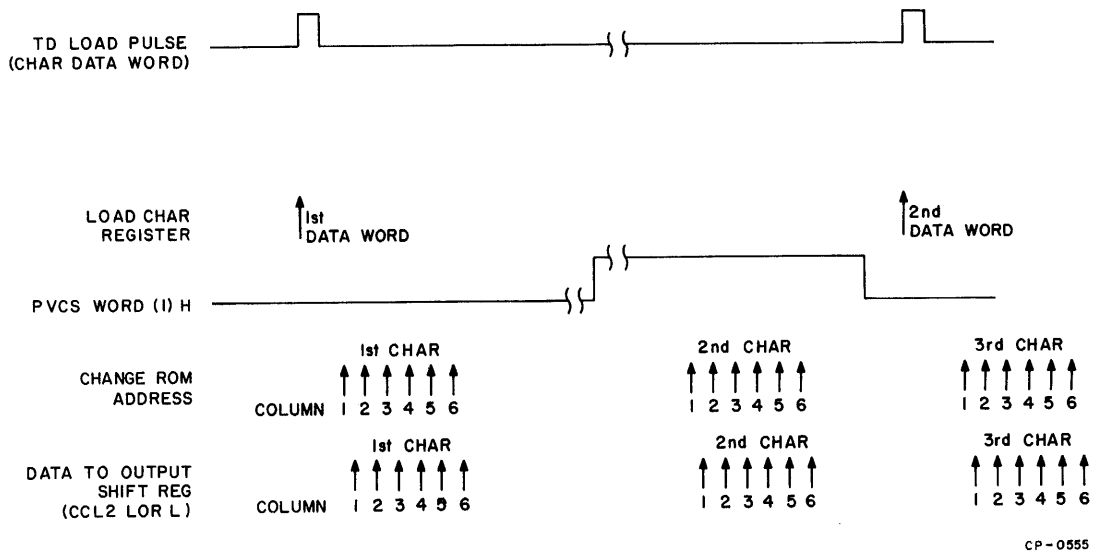 TD LOAD PULSE
(CHAR DATA WORD)
LOAD CHAR
REGISTER
1st
DATA WORD
2nd
DATA WORD
PVCS WORD (1) H
CHANGE ROM
ADDRESS
1st CHAR
2nd CHAR
3rd CHAR
COLUMN 1 2 3 4 5 6
1 2 3 4 5 6
1 2 3 4 5 6
DATA TO OUTPUT
SHIFT REG
(CCL2 LOR L)
1st CHAR
2nd CHAR
3rd CHAR
COLUMN 1 2 3 4 5 6
1 2 3 4 5 6
1 2 3 4 5 6
CP-0555